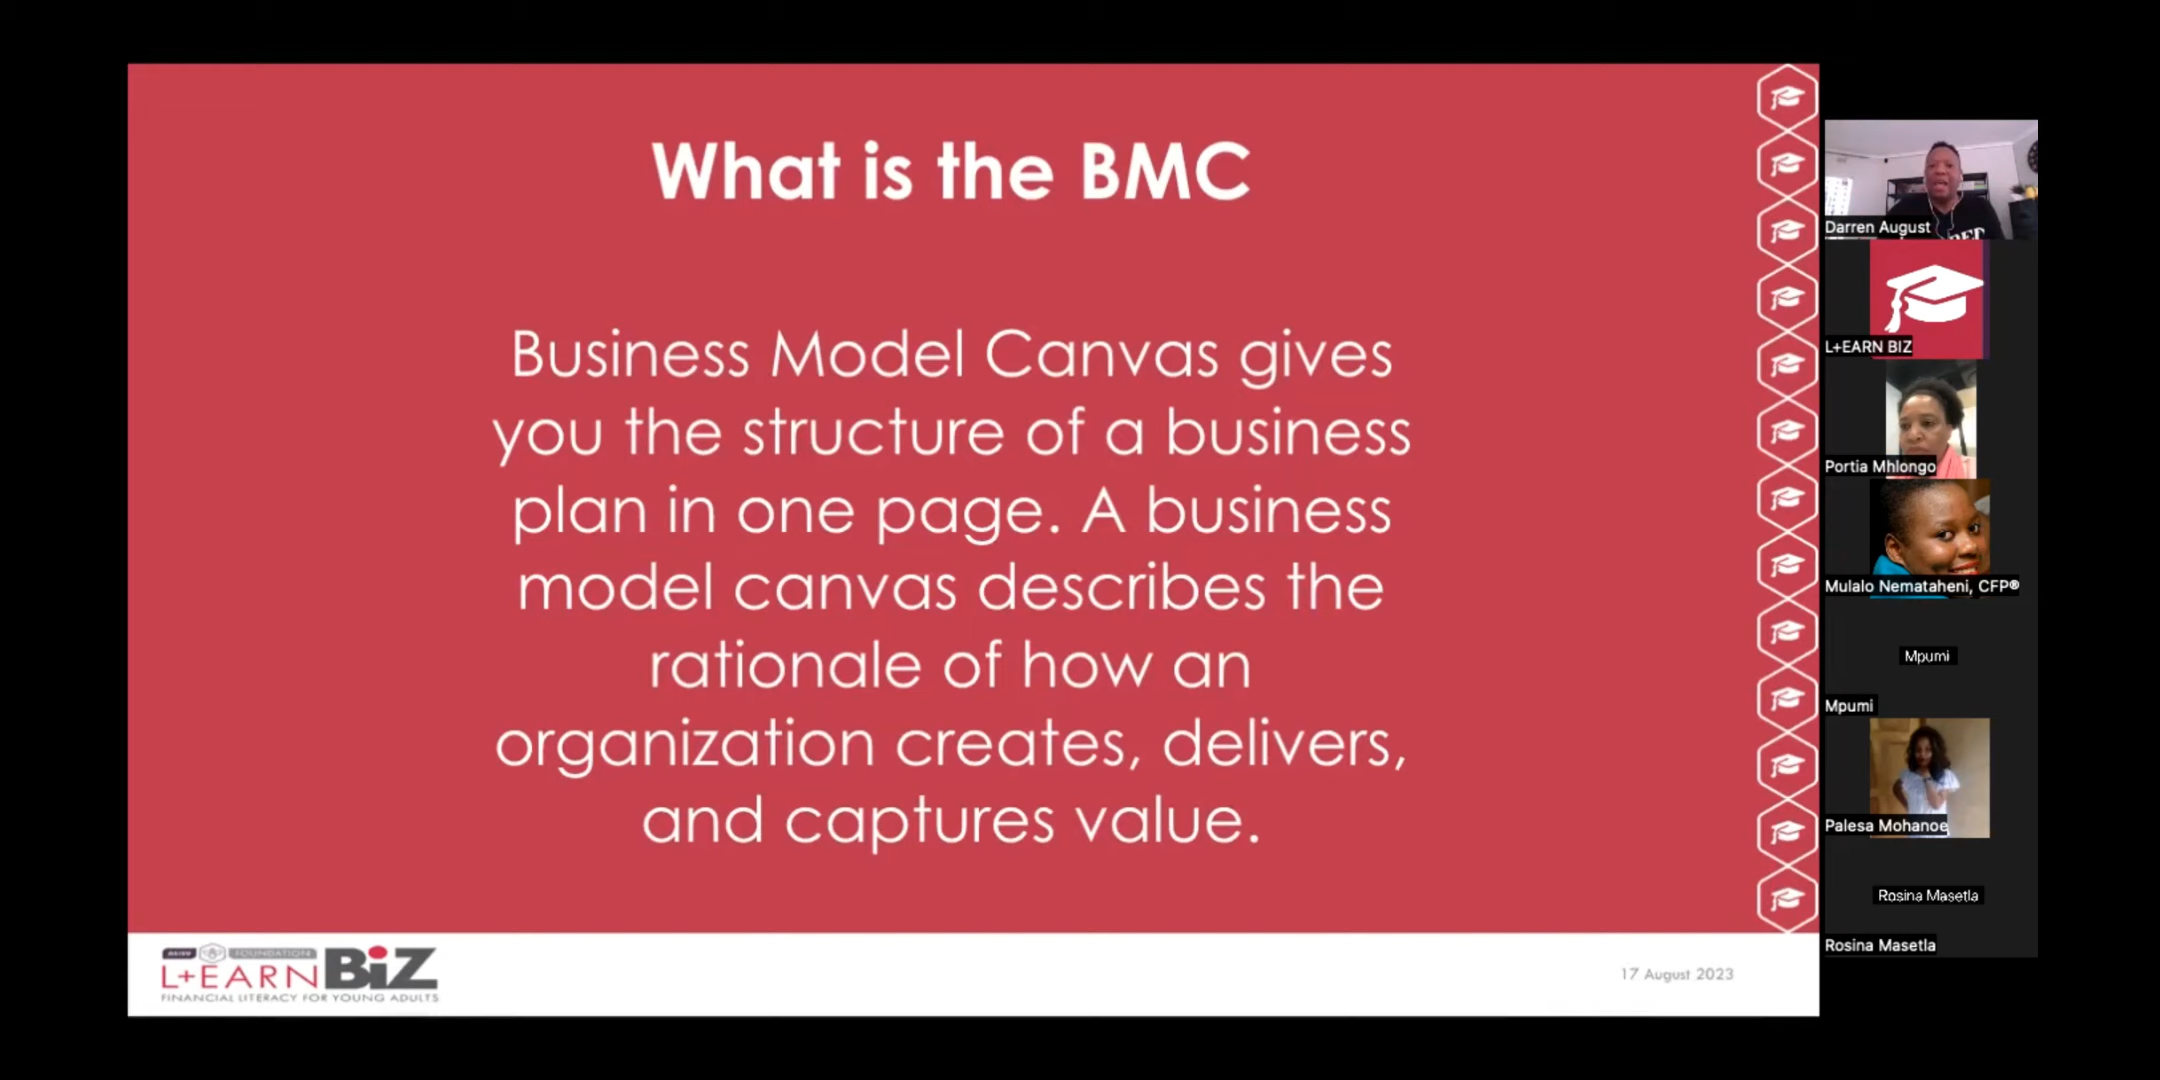 What is the BMC
Business Model Canvas gives
you the structure of a business
plan in one page. A business
model canvas describes the
rationale of how an
organization creates, delivers,
and captures value.
FOUNDATION
L+EARN BiZ
FINANCIAL LITERACY FOR YOUNG ADULTS
17 August 2023
Darren August
L+EARN BIZ
Portia Mhlongo
Mulalo Nemataheni, CFP®
Mpumi
Mpumi
Palesa Mohanoe
Rosina Masetla
Rosina Masetla